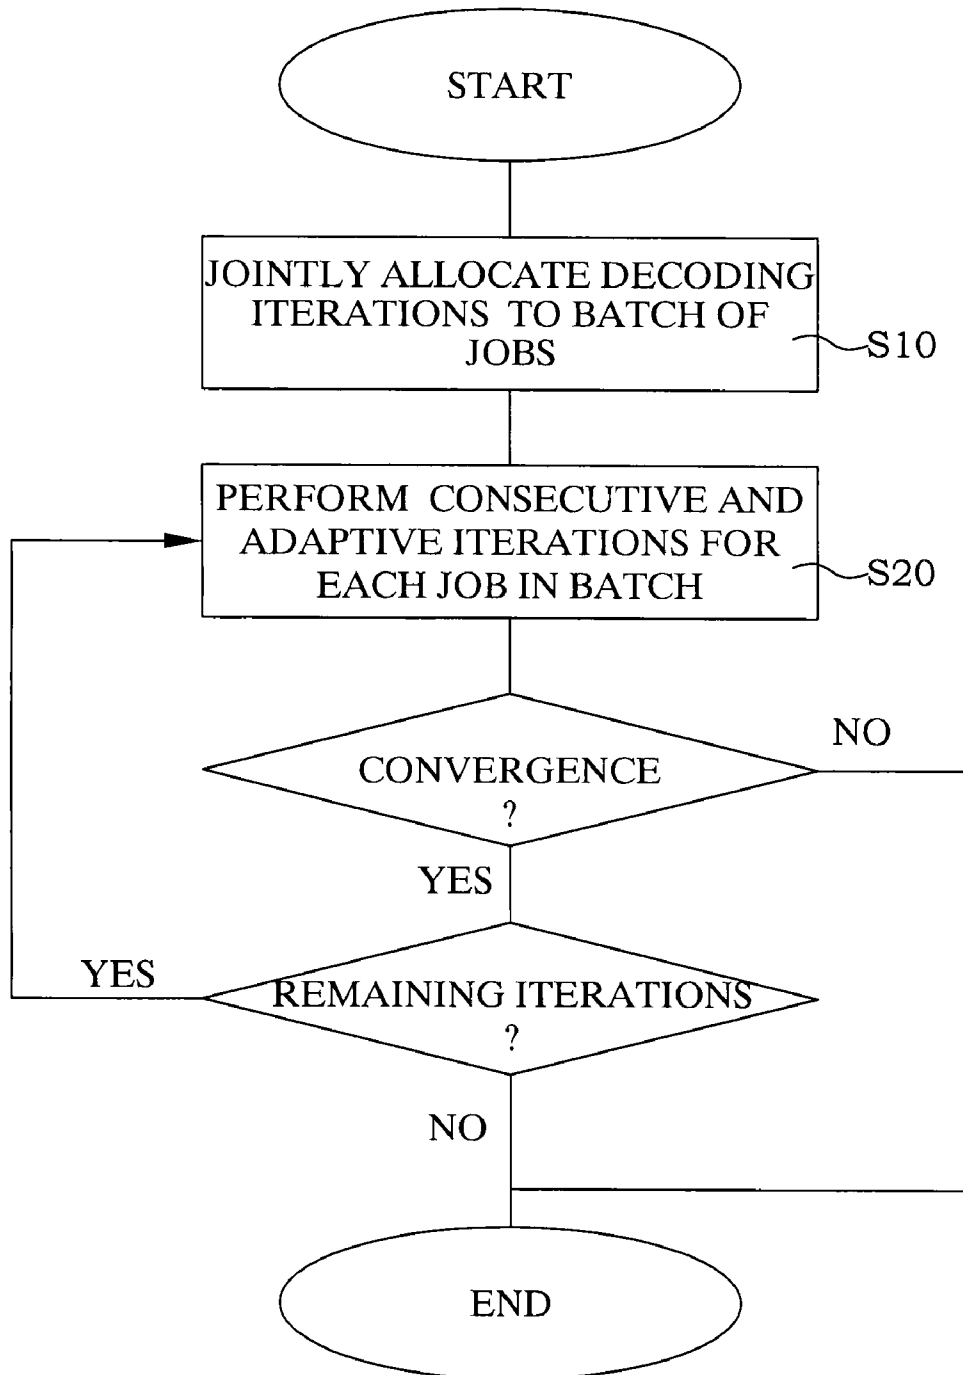 START
JOINTLY ALLOCATE DECODING
ITERATIONS TO BATCH OF
JOBS
S10
PERFORM CONSECUTIVE AND
ADAPTIVE ITERATIONS FOR
EACH JOB IN BATCH
S20
NO
CONVERGENCE
?
YES
YES
REMAINING ITERATIONS
?
NO
END